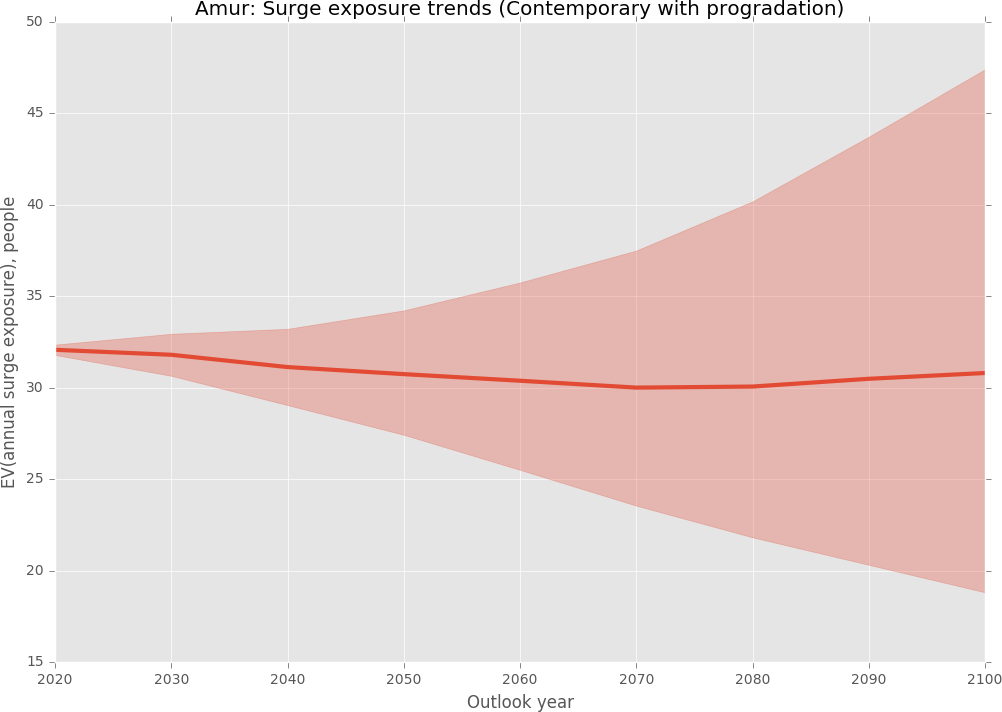 Amur: Surge exposure trends (Contemporary with progradation)
EV(annual surge exposure), people
50
45
40
35
30
25
20
15
2020 2030 2040 2050 2060 2070 2080 2090 2100
Outlook year